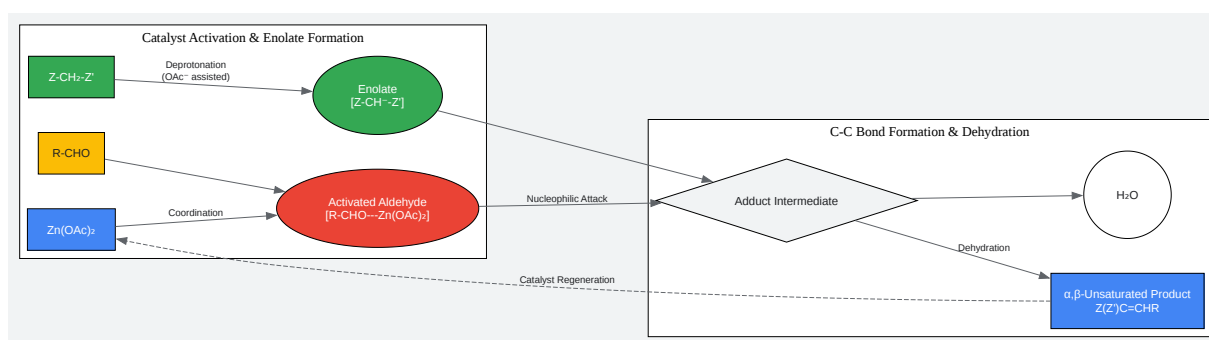 Catalyst Activation & Enolate Formation
Z-CH₂-Z'
Deprotonation
(OAc⁻ assisted)
Enolate
[Z-CH⁻-Z']
R-CHO
Zn(OAc)₂
Coordination
Activated Aldehyde
[R-CHO---Zn(OAc)₂]
Nucleophilic Attack
C-C Bond Formation & Dehydration
Adduct Intermediate
H₂O
Dehydration
Catalyst Regeneration
α,β-Unsaturated Product
Z(Z')C=CHR